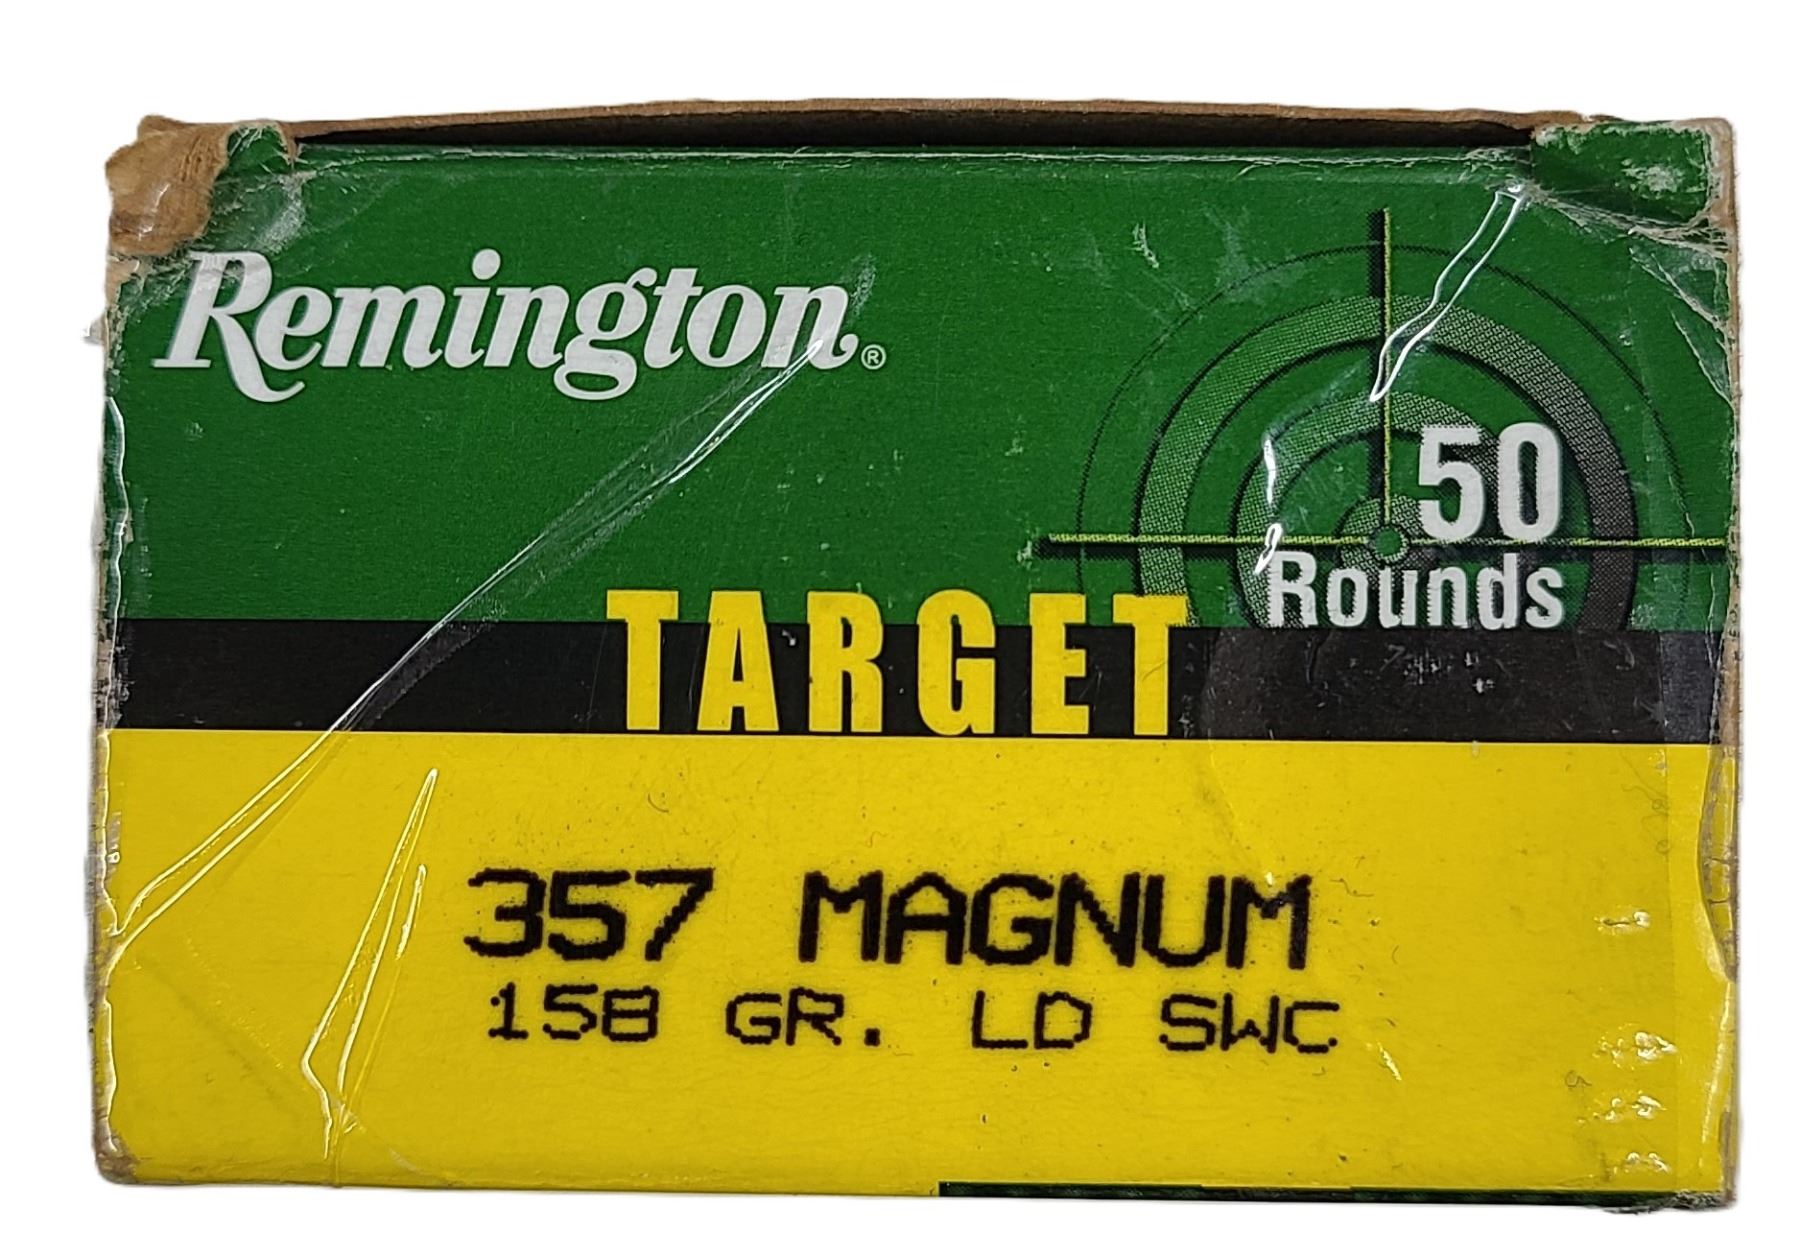 Remington®
50
Rounds
TARGET
357 MAGNUM
158 GR. LD SWC